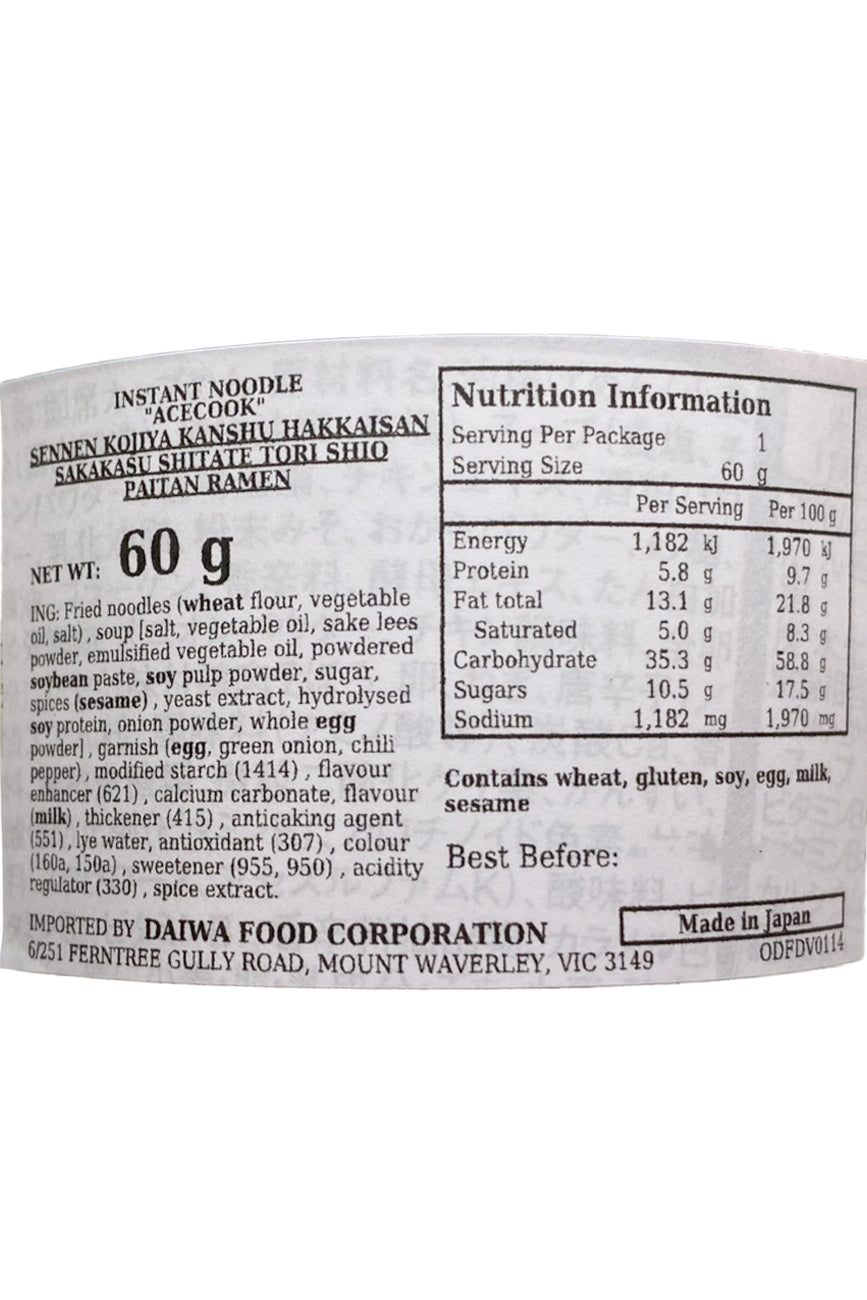 INSTANT NOODLE
"ACECOOK"
SENNEN KOJIYA KANSHU HAKKAISAN
SAKAKASU SHITATE TORI SHIO
PAITAN RAMEN
NET WT: 60 g
ING: Fried noodles (wheat flour, vegetable
oil, salt) , soup [salt, vegetable oil, sake lees
powder, emulsified vegetable oil, powdered
soybean paste, soy pulp powder, sugar,
spices (sesame) , yeast extract, hydrolysed
soy protein, onion powder, whole egg
powder] , garnish (egg, green onion, chili
pepper) , modified starch (1414) , flavour
enhancer (621) , calcium carbonate, flavour
(milk) , thickener (415) , anticaking agent
(551) , lye water, antioxidant (307) , colour
(160a, 150a) , sweetener (955, 950) , acidity
regulator (330) , spice extract.
Nutrition Information
Serving Per Package 1
Serving Size 60 g
Per Serving Per 100 g
Energy 1,182 kJ 1,970 kJ
Protein 5.8 g 9.7 g
Fat total 13.1 g 21.8 g
Saturated 5.0 g 8.3 g
Carbohydrate 35.3 g 58.8 g
Sugars 10.5 g 17.5 g
Sodium 1,182 mg 1,970 mg
Contains wheat, gluten, soy, egg, milk,
sesame
Best Before:
IMPORTED BY DAIWA FOOD CORPORATION
6/251 FERNTREE GULLY ROAD, MOUNT WAVERLEY, VIC 3149
Made in Japan
ODFDV0114